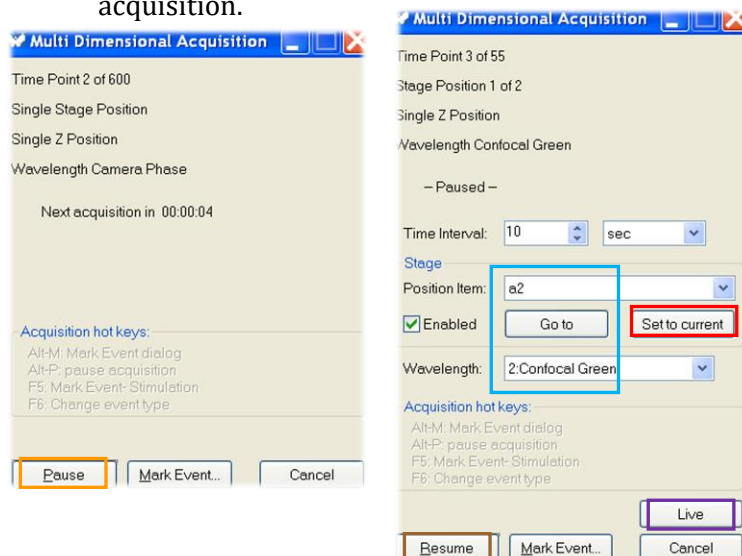 acquisition.
Multi Dimensional Acquisition
Time Point 2 of 600
Single Stage Position
Single Z Position
Wavelength Camera Phase
Next acquisition in 00:00:04
Acquisition hot keys:
Alt-M: Mark Event dialog
Alt-P: pause acquisition
F5: Mark Event- Stimulation
F6: Change event type
Pause Mark Event... Cancel
Multi Dimensional Acquisition
Time Point 3 of 55
Stage Position 1 of 2
Single Z Position
Wavelength Confocal Green
– Paused –
Time Interval: 10 sec
Stage
Position Item: a2
Enabled Go to Set to current
Wavelength: 2:Confocal Green
Acquisition hot keys:
Alt-M: Mark Event dialog
Alt-P: pause acquisition
F5: Mark Event- Stimulation
F6: Change event type
Live
Resume Mark Event... Cancel